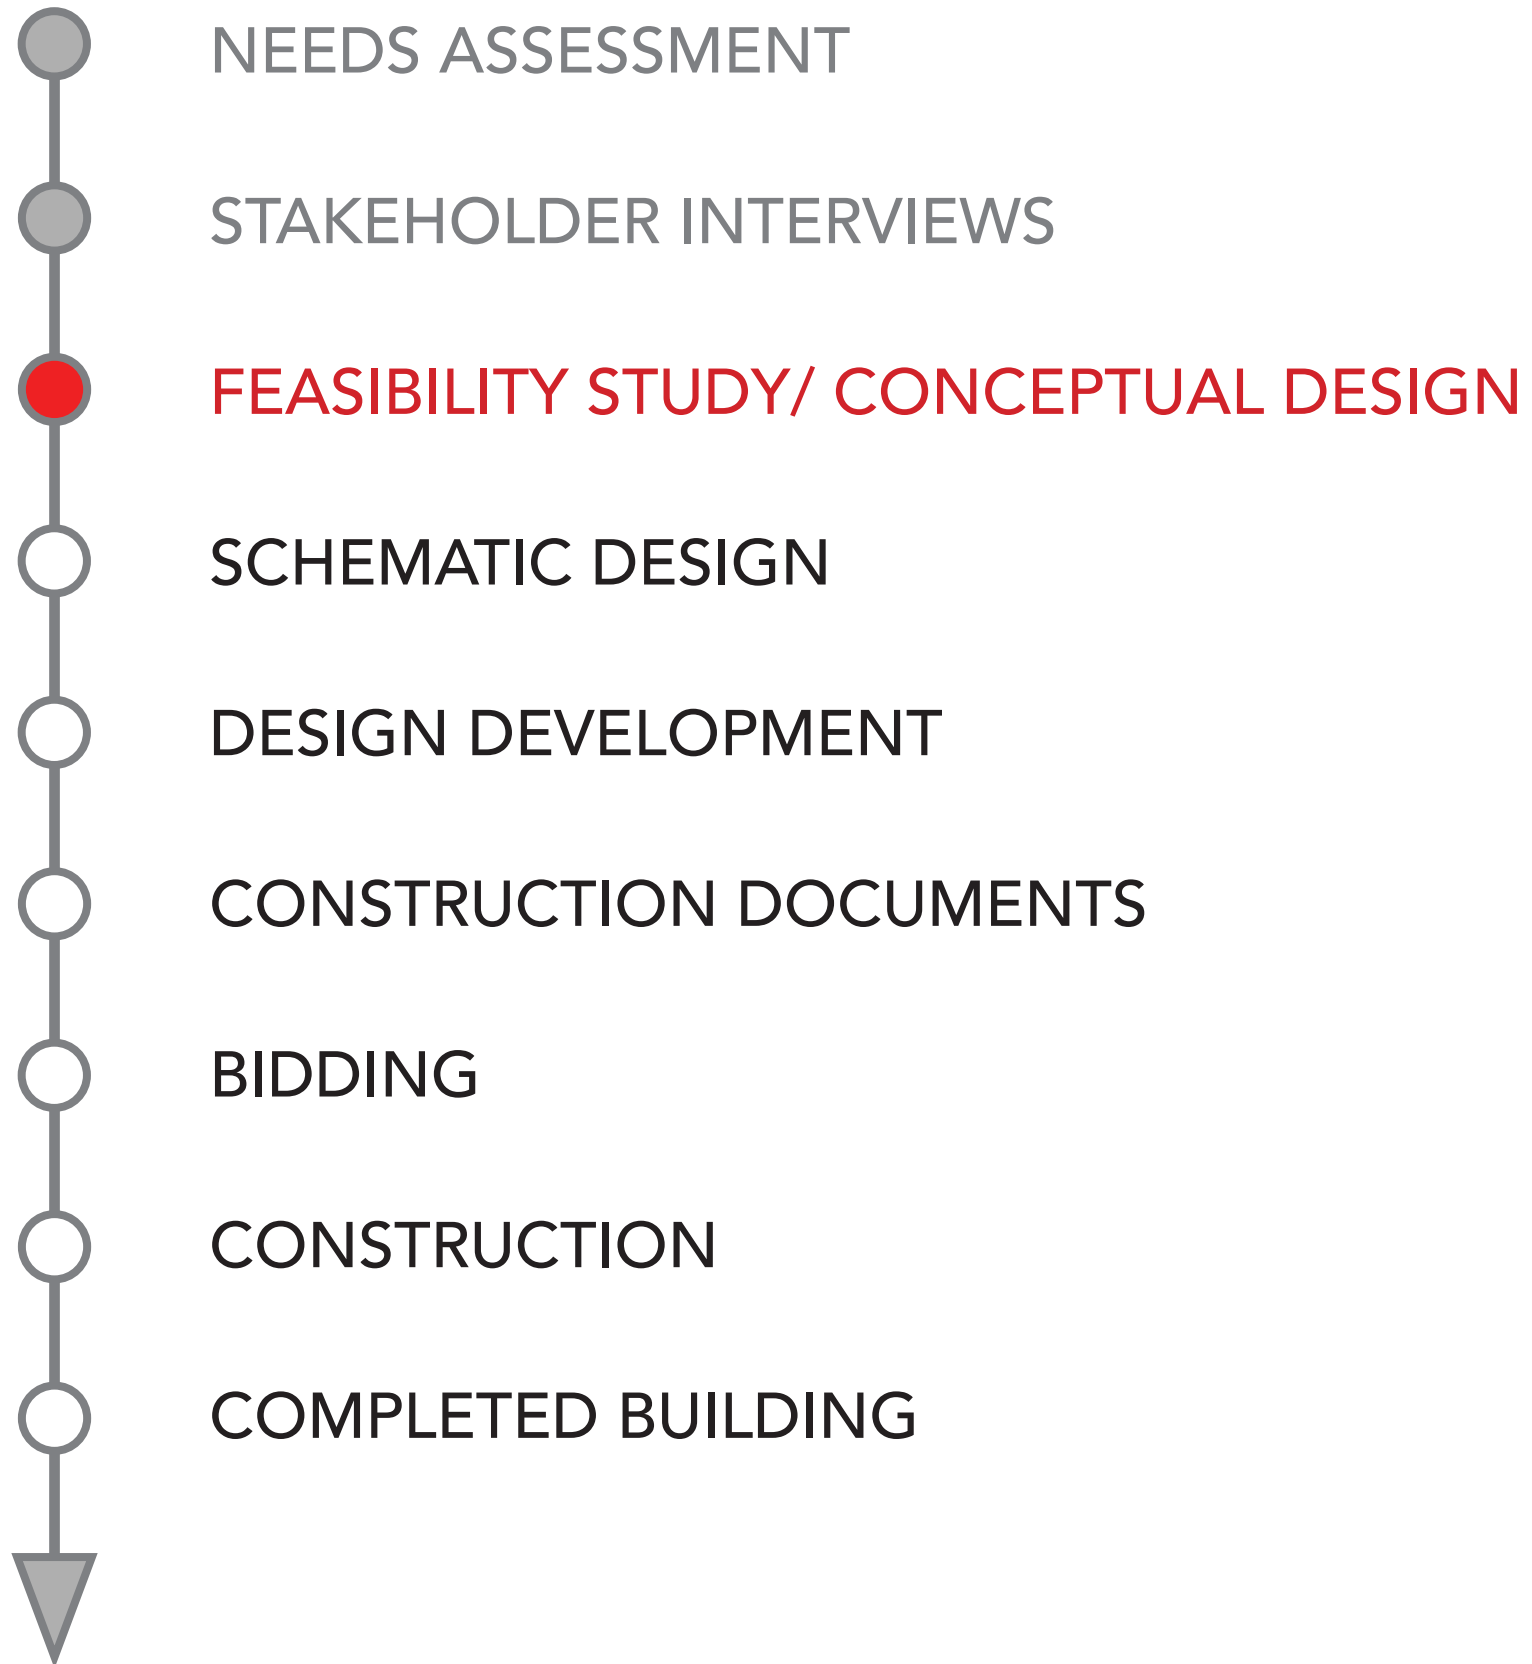 NEEDS ASSESSMENT
STAKEHOLDER INTERVIEWS
FEASIBILITY STUDY/ CONCEPTUAL DESIGN
SCHEMATIC DESIGN
DESIGN DEVELOPMENT
CONSTRUCTION DOCUMENTS
BIDDING
CONSTRUCTION
COMPLETED BUILDING